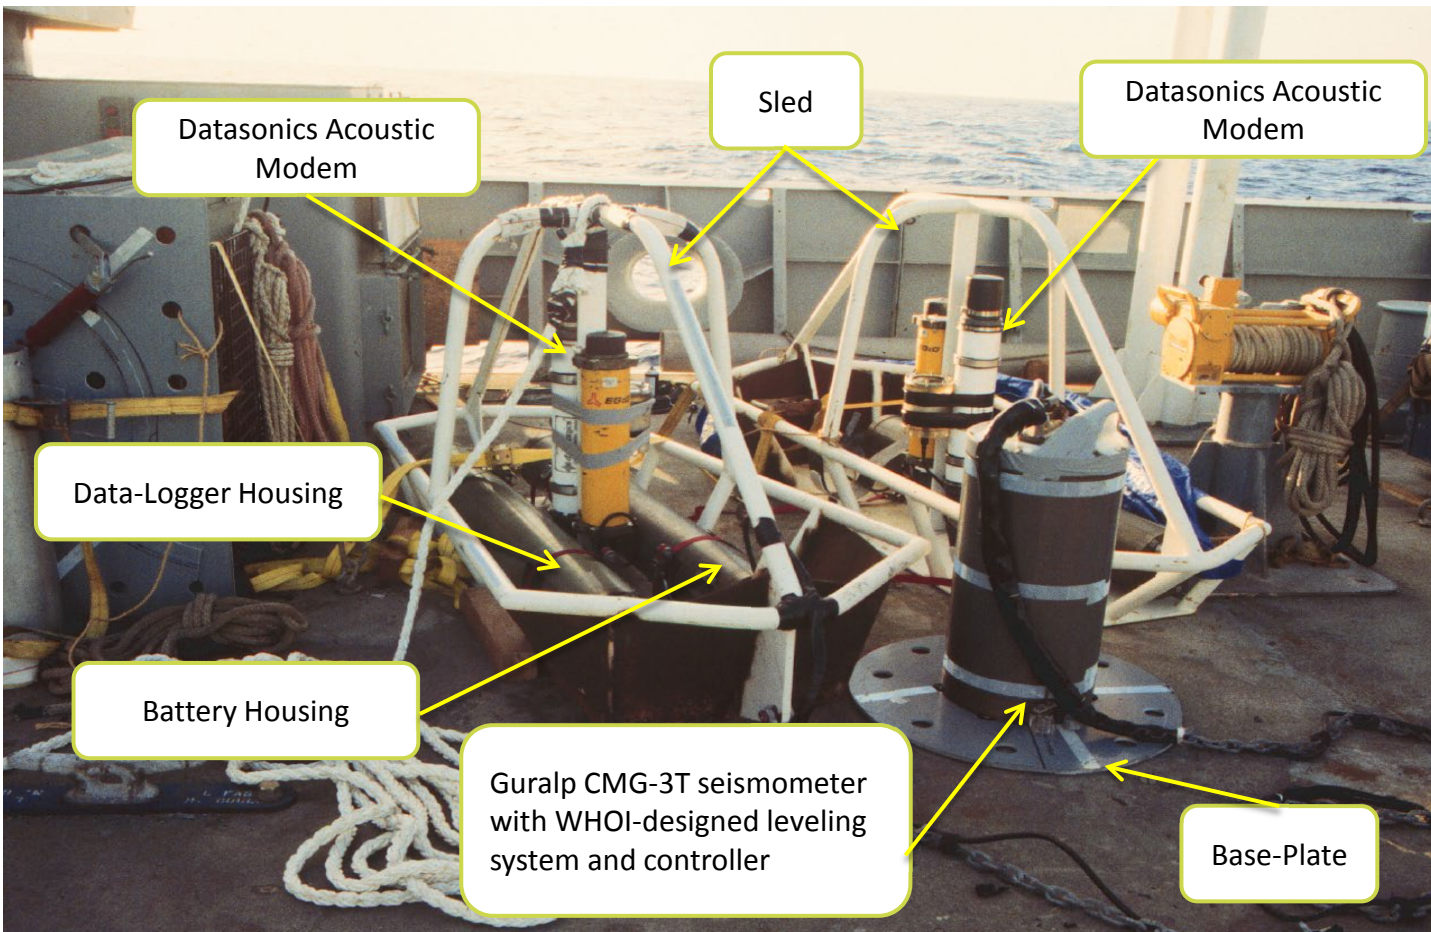 Datasonics Acoustic
Modem
Sled
Datasonics Acoustic
Modem
Data-Logger Housing
Battery Housing
Guralp CMG-3T seismometer
with WHOI-designed leveling
system and controller
Base-Plate
EG&G